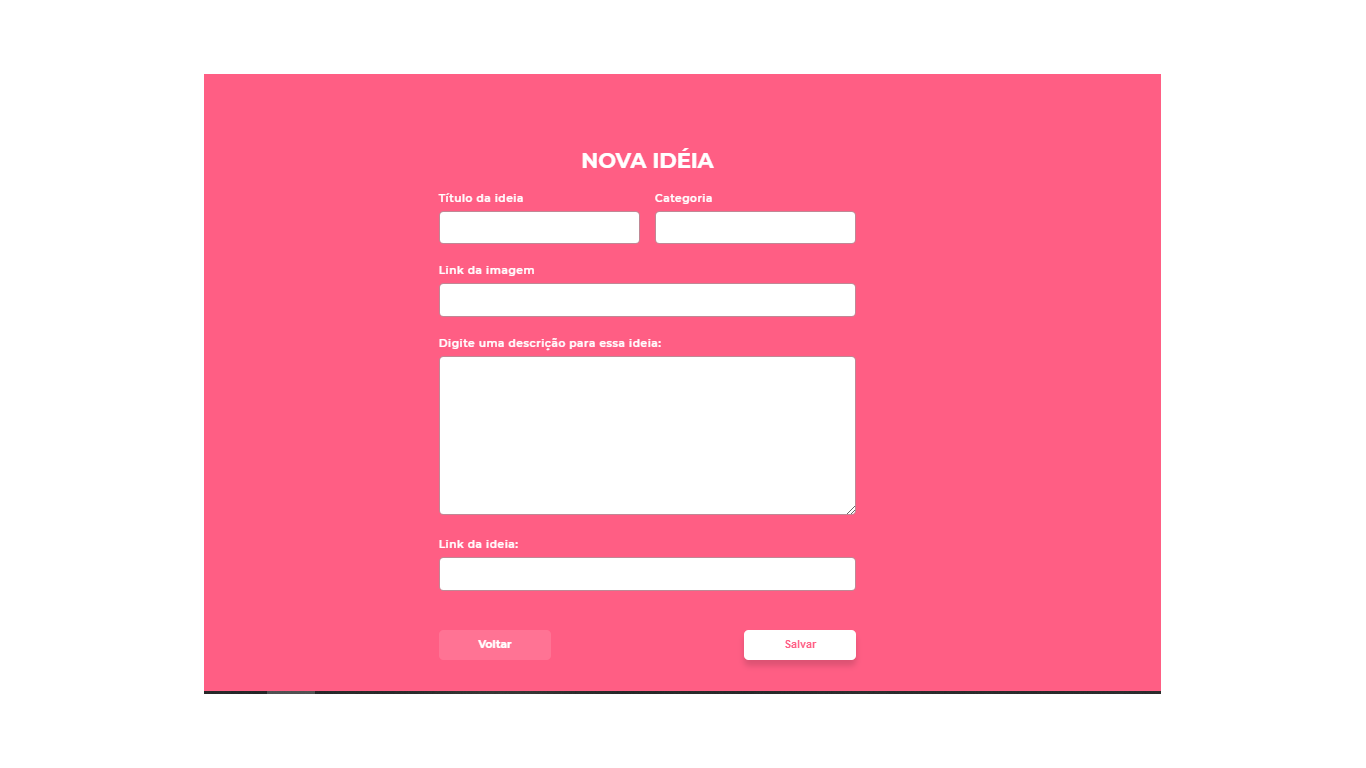 NOVA IDÉIA
Título da ideia
Categoria
Link da imagem
Digite uma descrição para essa ideia:
Link da ideia:
Voltar
Salvar